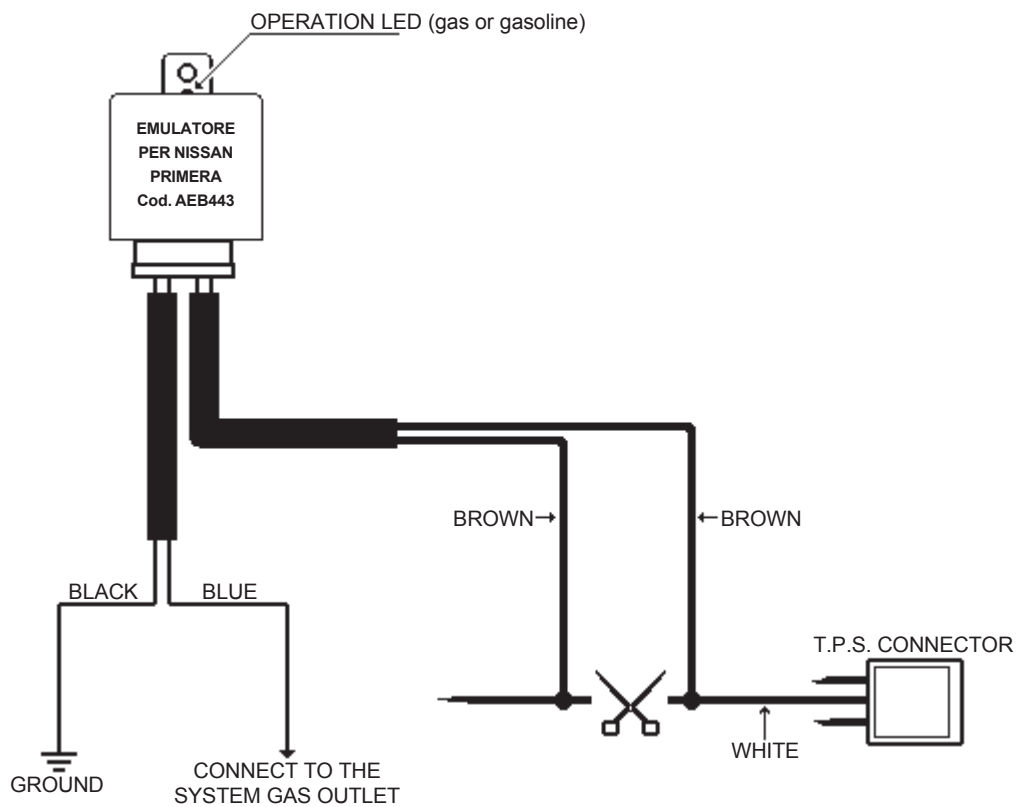 OPERATION LED (gas or gasoline)
EMULATORE
PER NISSAN
PRIMERA
Cod. AEB443
BROWN
BROWN
BLACK
BLUE
T.P.S. CONNECTOR
WHITE
GROUND
CONNECT TO THE
SYSTEM GAS OUTLET